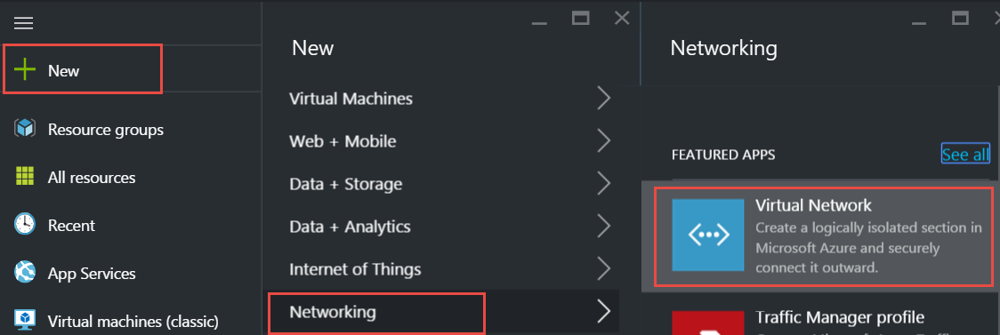 New
Resource groups
All resources
Recent
App Services
Virtual machines (classic)
New
Virtual Machines
Web + Mobile
Data + Storage
Data + Analytics
Internet of Things
Networking
Networking
FEATURED APPS
See all
Virtual Network
Create a logically isolated section in
Microsoft Azure and securely
connect it outward.
Traffic Manager profile